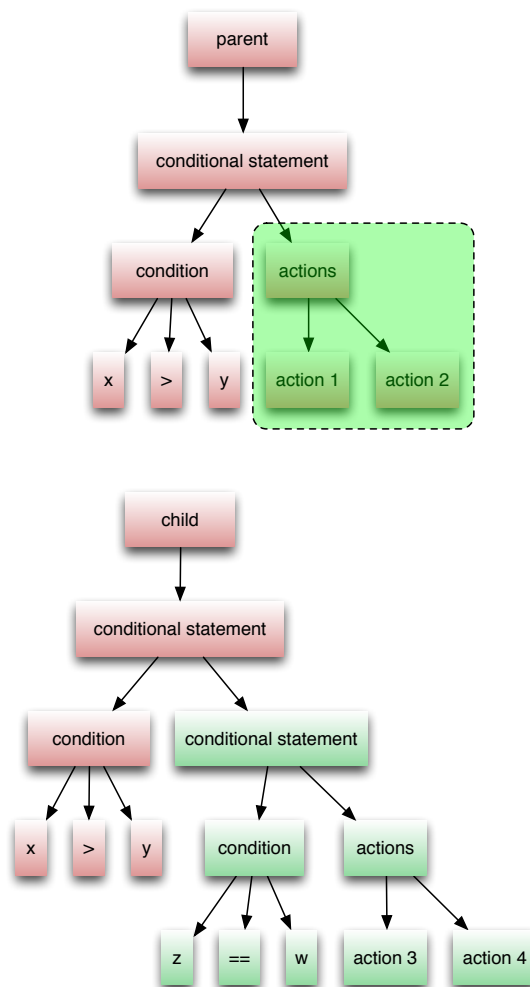 parent
conditional statement
condition
actions
x
>
y
action 1
action 2
child
conditional statement
condition
conditional statement
x
>
y
condition
actions
z
==
w
action 3
action 4